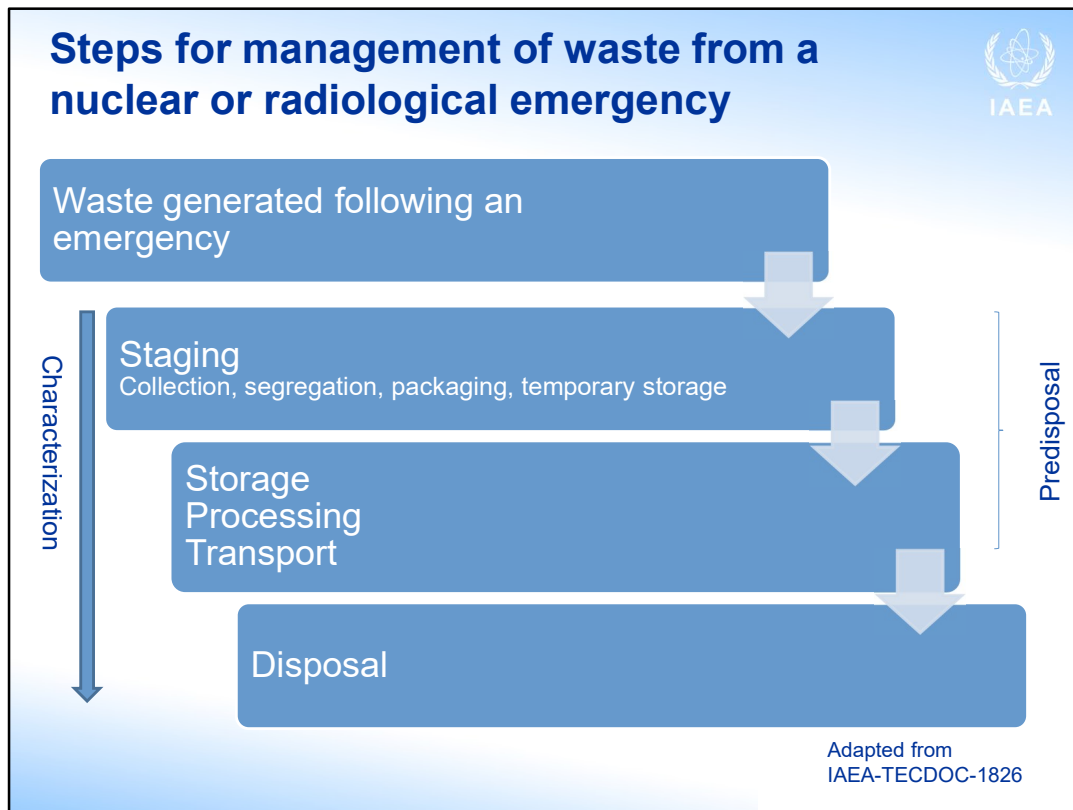 Steps for management of waste from a
nuclear or radiological emergency
IAEA
Waste generated following an
emergency
Characterization
Staging
Collection, segregation, packaging, temporary storage
Predisposal
Storage
Processing
Transport
Disposal
Adapted from
IAEA-TECDOC-1826